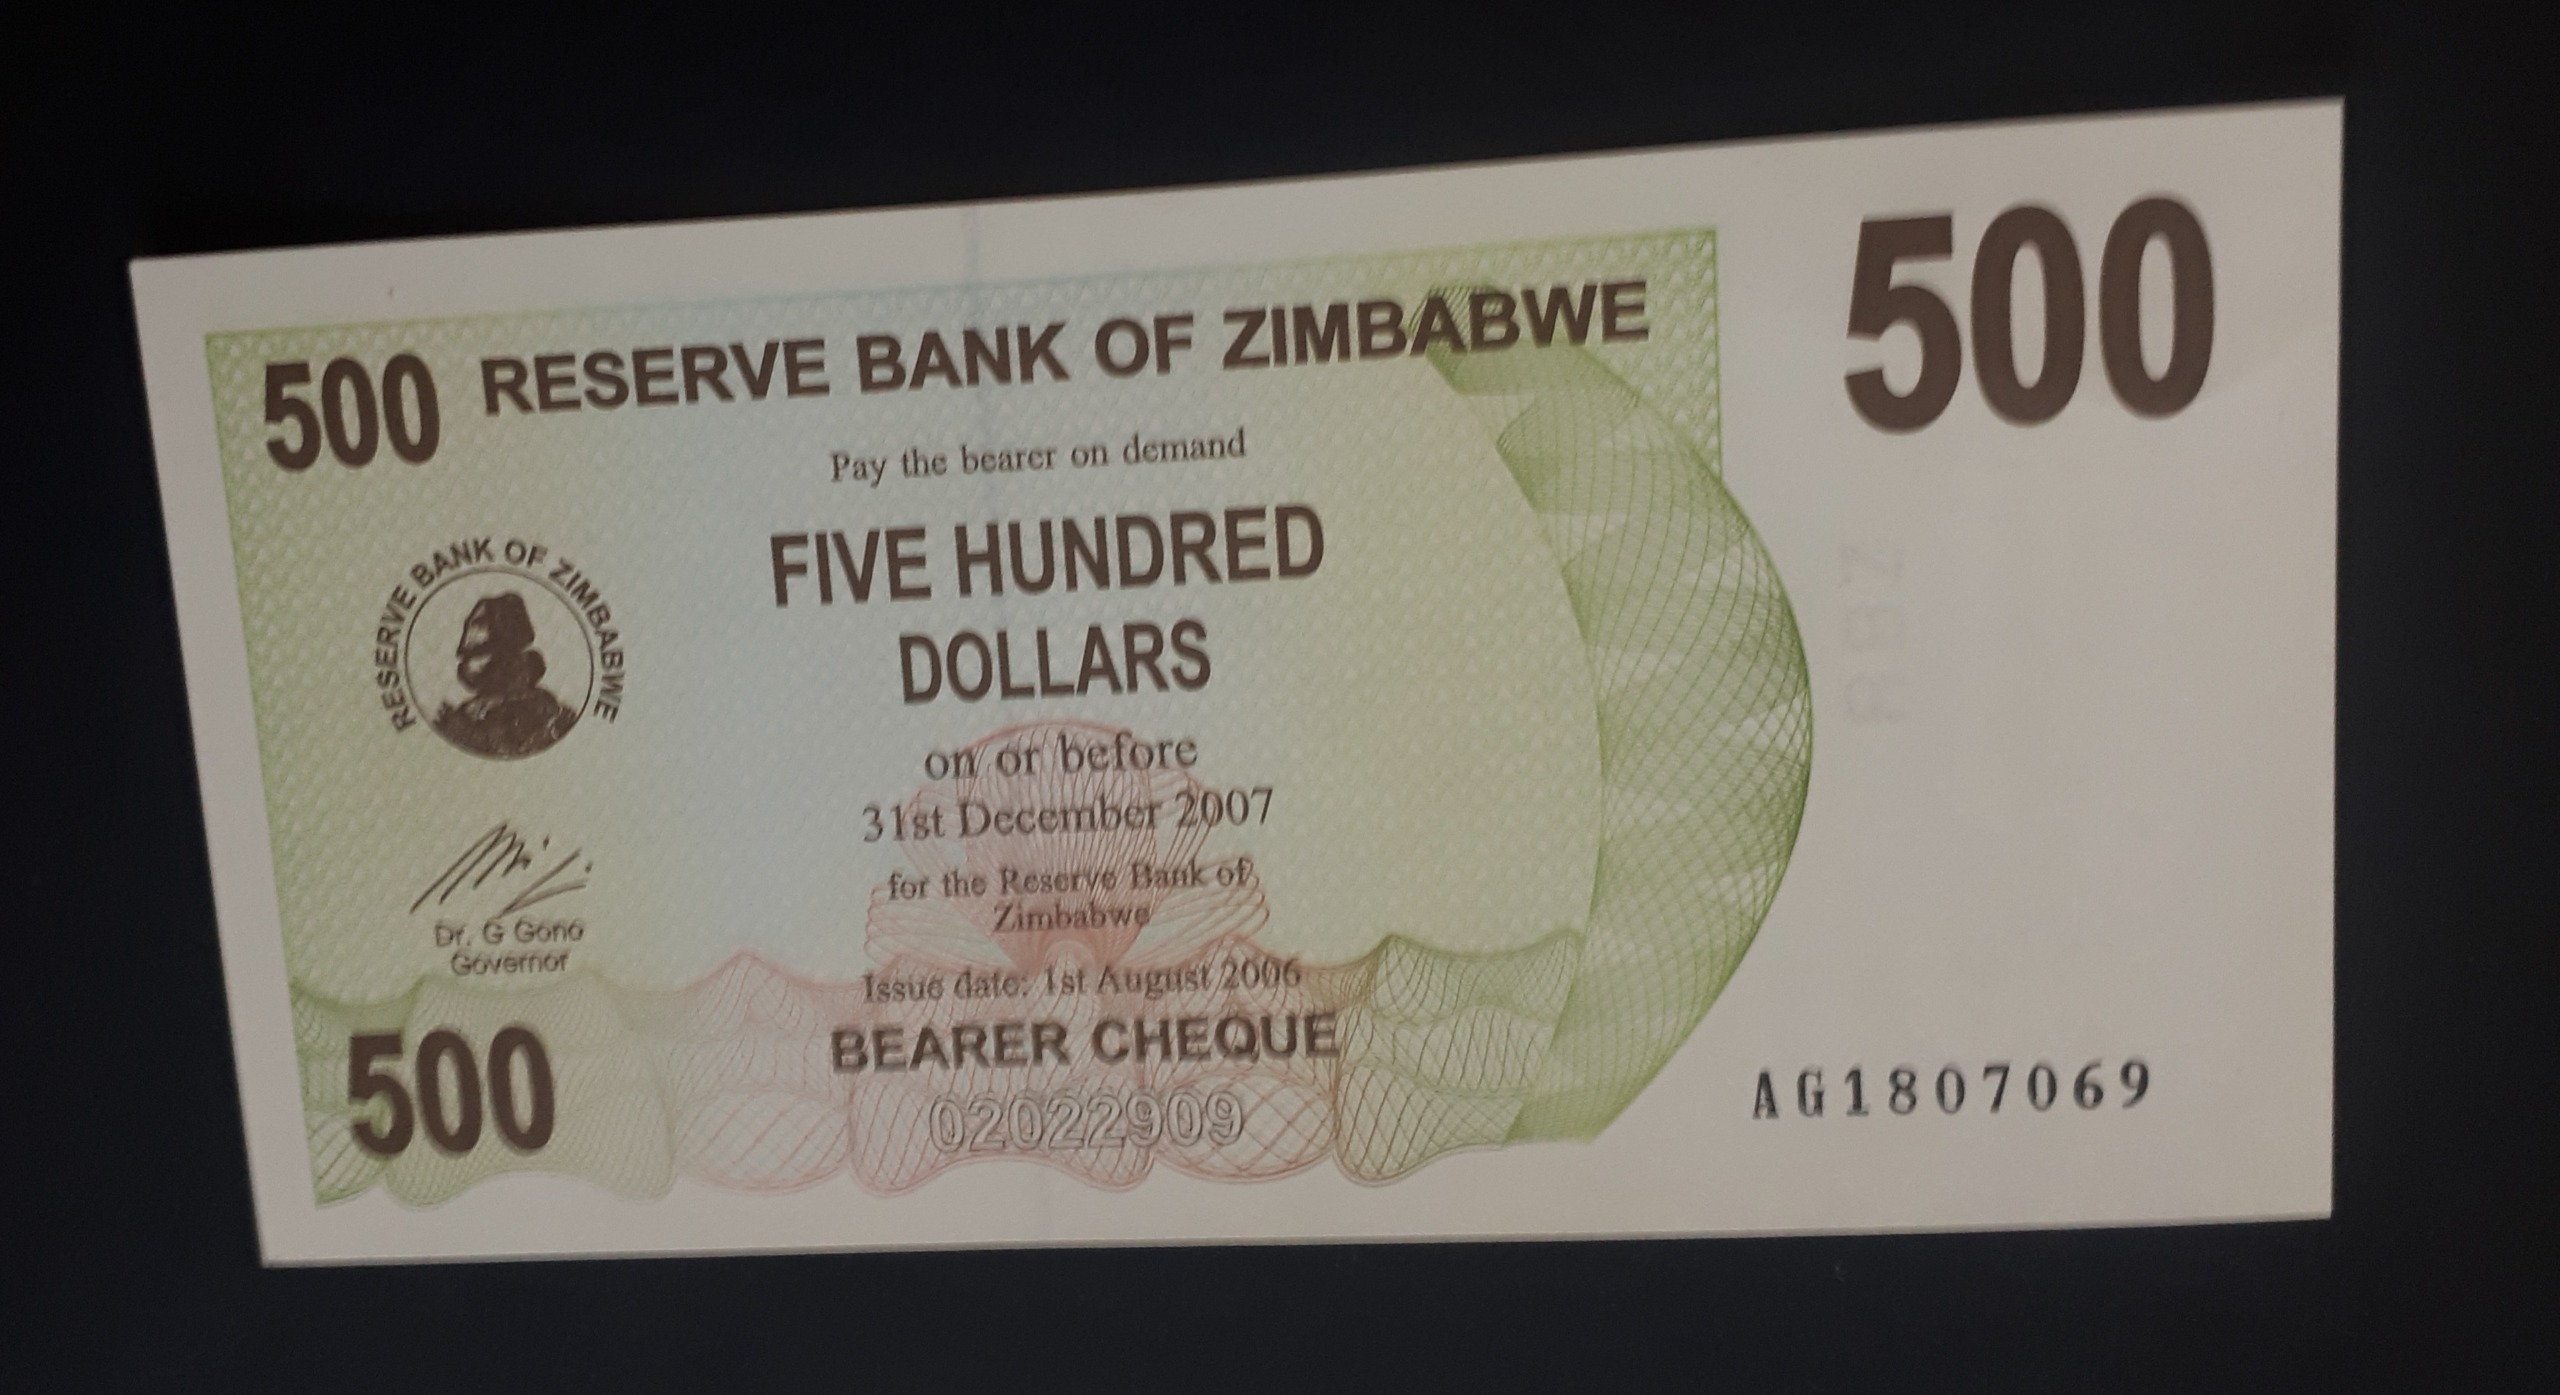 500 RESERVE BANK OF ZIMBABWE
500
Pay the bearer on demand
FIVE HUNDRED
DOLLARS
on or before
31st December 2007
for the Reserve Bank of
Zimbabwe
Issue date: 1st August 2006
BEARER CHEQUE
02022909
RESERVE BANK OF ZIMBABWE
Dr. G Gono
Governor
500
AG1807069